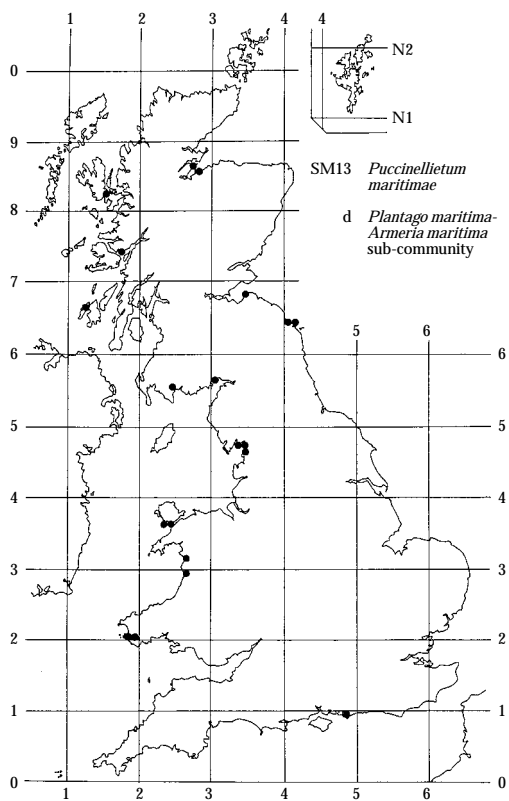 1 2 3 4 4
N2
0
N1
9
SM13 Puccinellietum
maritimae
8
d Plantago maritima-
Armeria maritima
sub-community
7
5 6
6 6
5 5
4 4
3 3
2 2
1 1
0 0
1 2 3 4 5 6